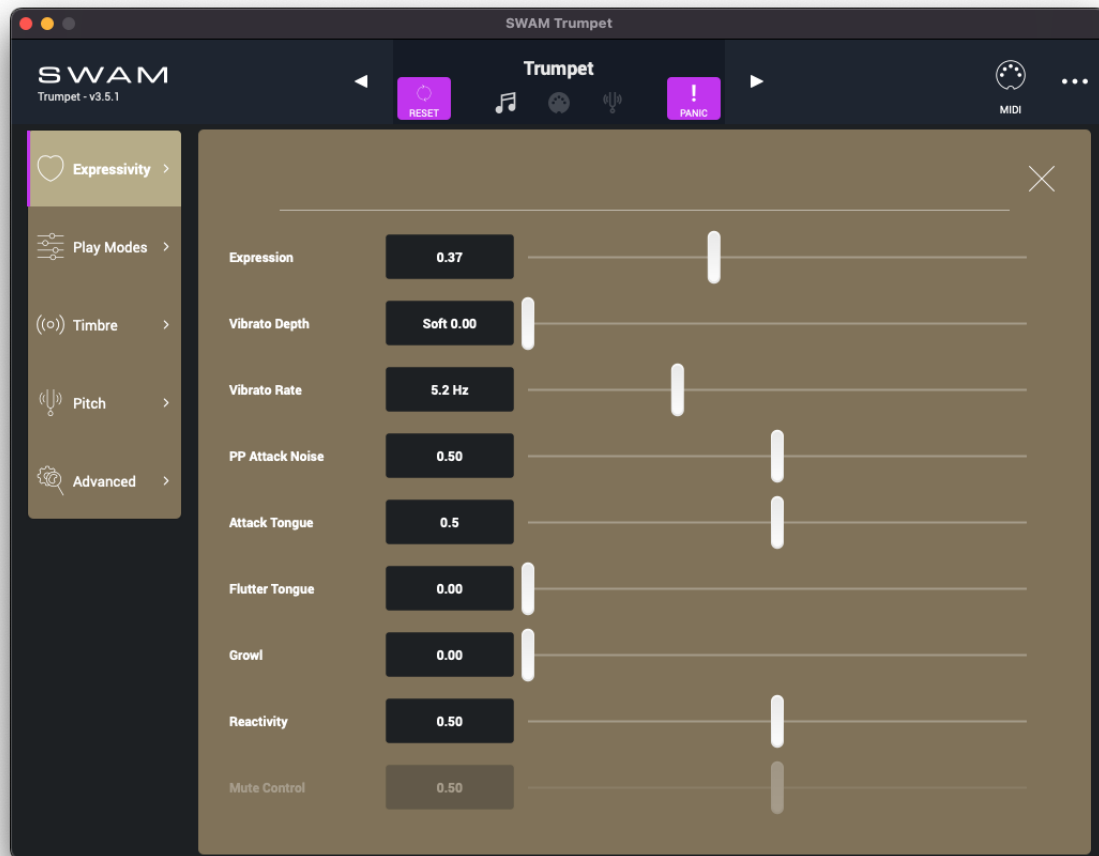 SWAM Trumpet
SWAM
Trumpet - v3.5.1
Trumpet
RESET
!
PANIC
MIDI
Expressivity
Play Modes
Timbre
Pitch
Advanced
Expression 0.37
Vibrato Depth Soft 0.00
Vibrato Rate 5.2 Hz
PP Attack Noise 0.50
Attack Tongue 0.5
Flutter Tongue 0.00
Growl 0.00
Reactivity 0.50
Mute Control 0.50